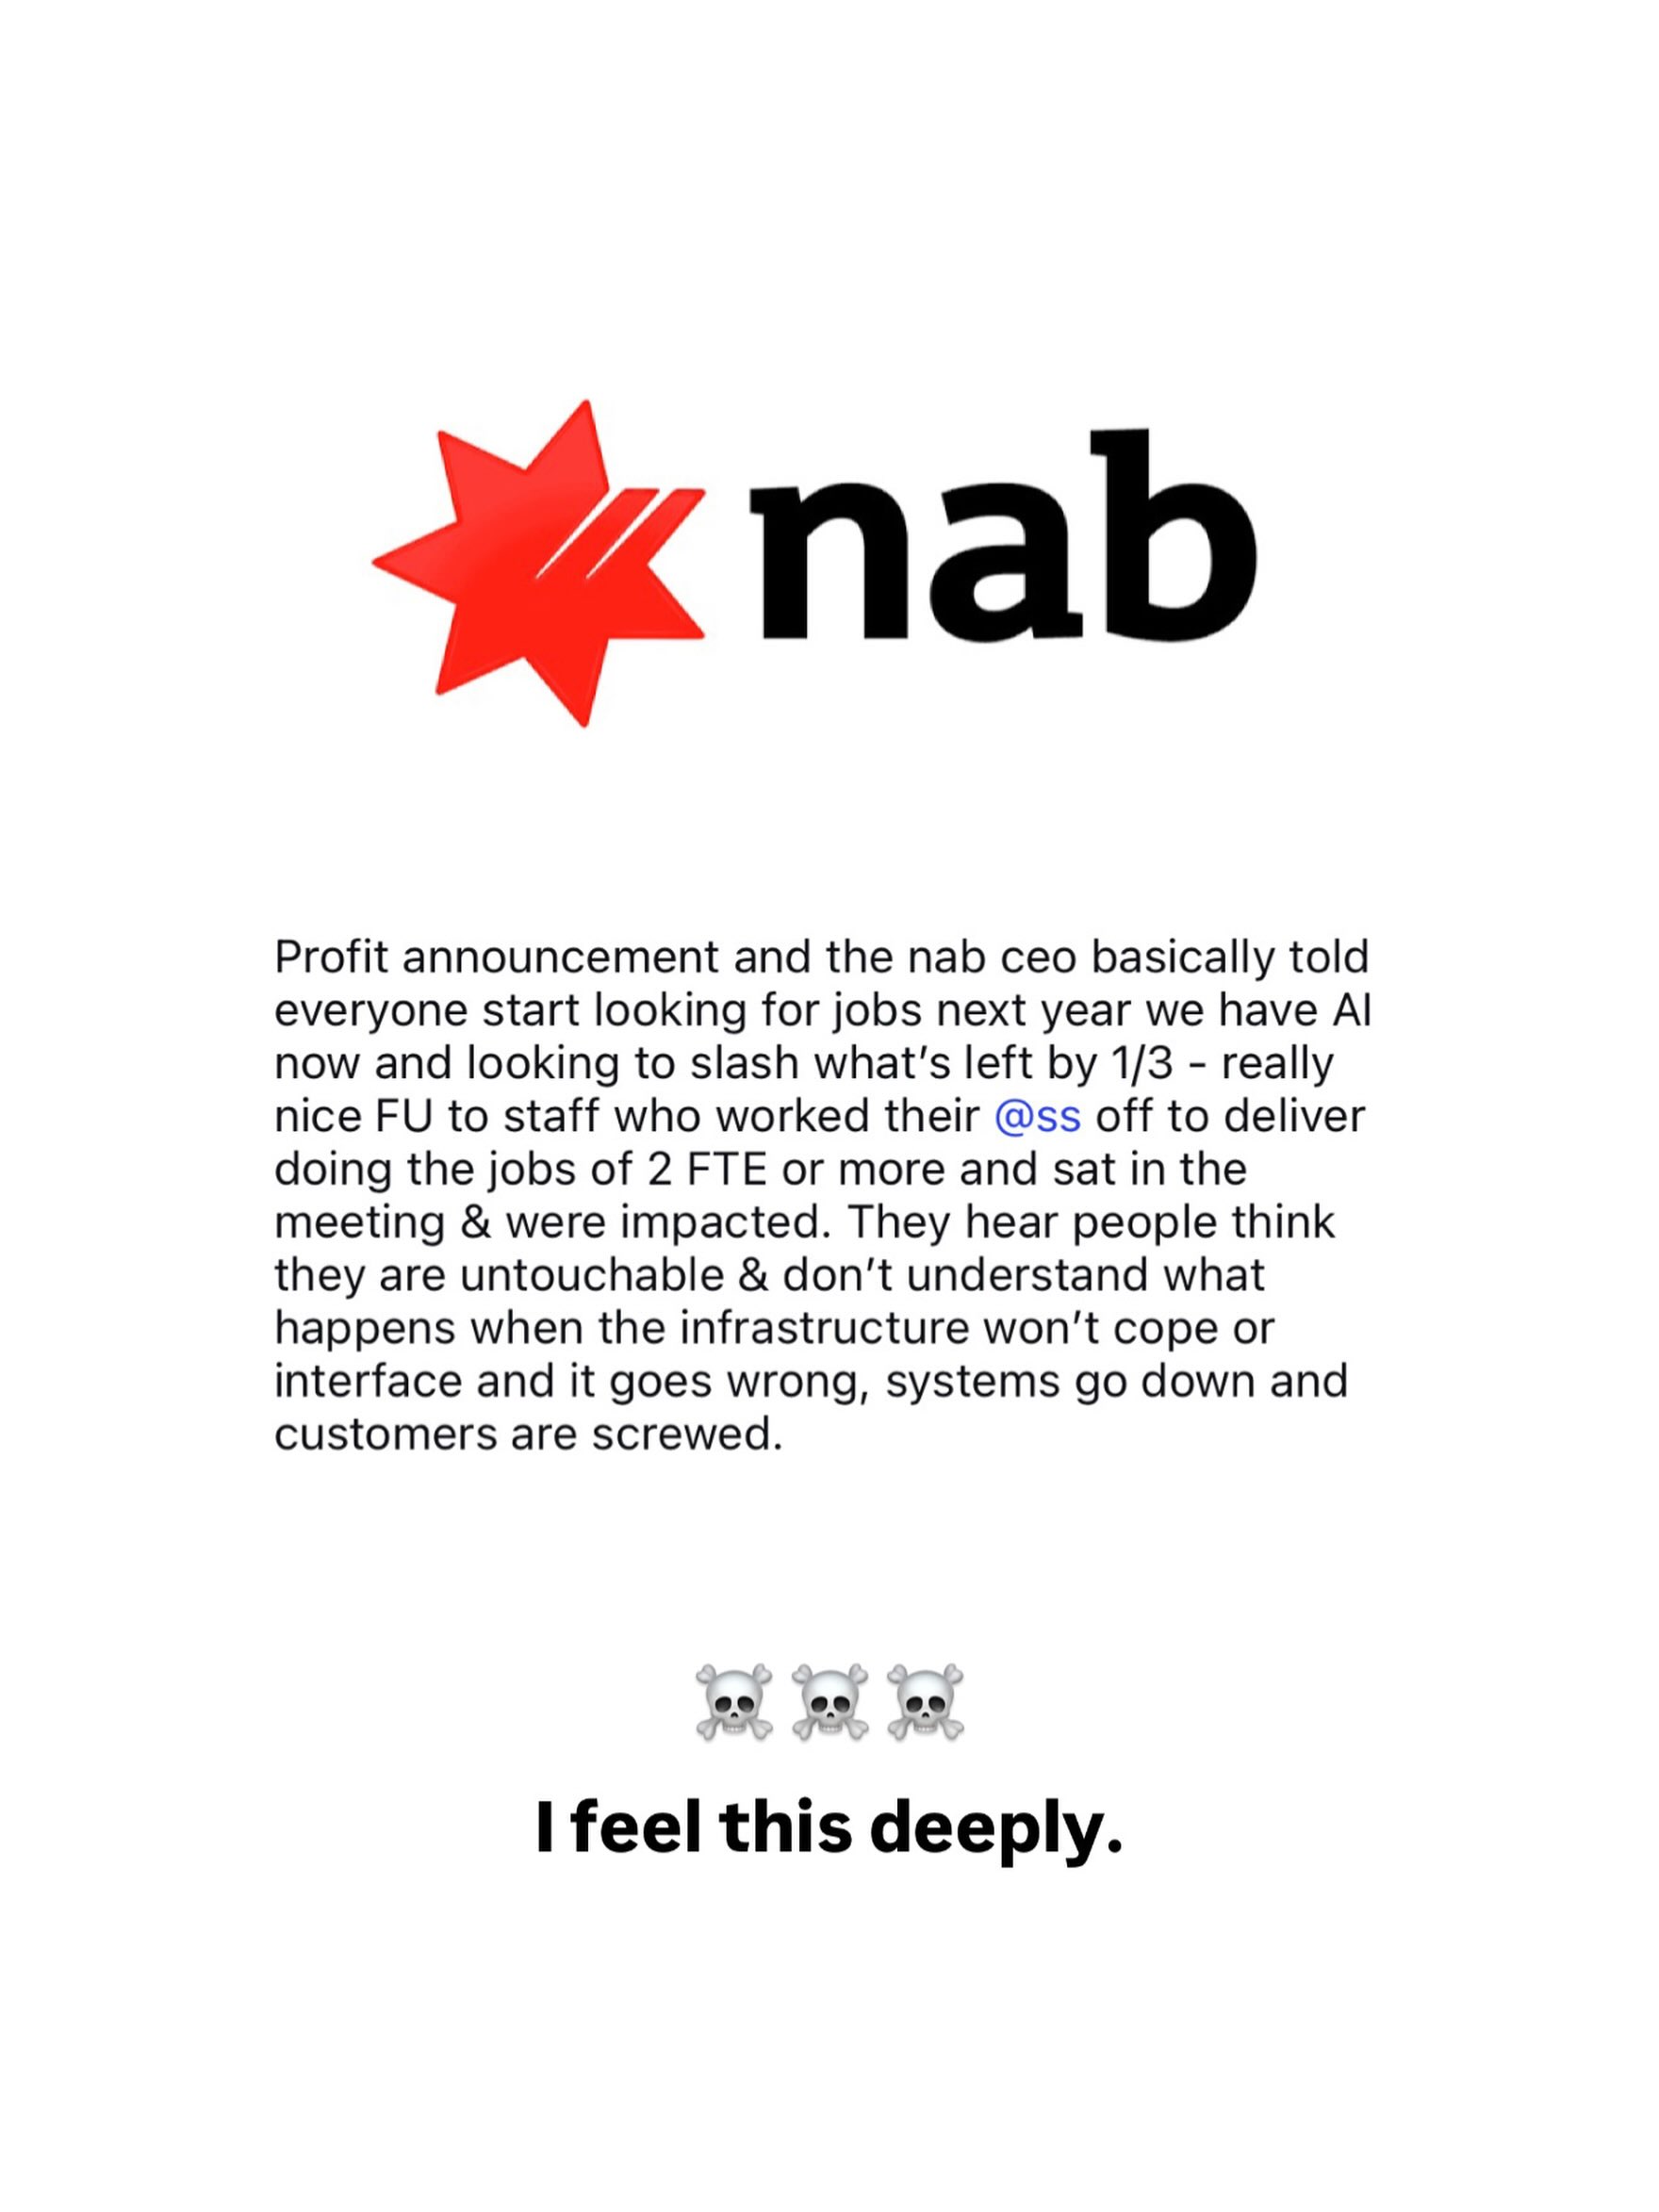 nab
Profit announcement and the nab ceo basically told
everyone start looking for jobs next year we have AI
now and looking to slash what’s left by 1/3 - really
nice FU to staff who worked their @ss off to deliver
doing the jobs of 2 FTE or more and sat in the
meeting & were impacted. They hear people think
they are untouchable & don’t understand what
happens when the infrastructure won’t cope or
interface and it goes wrong, systems go down and
customers are screwed.
☠️☠️☠️
I feel this deeply.